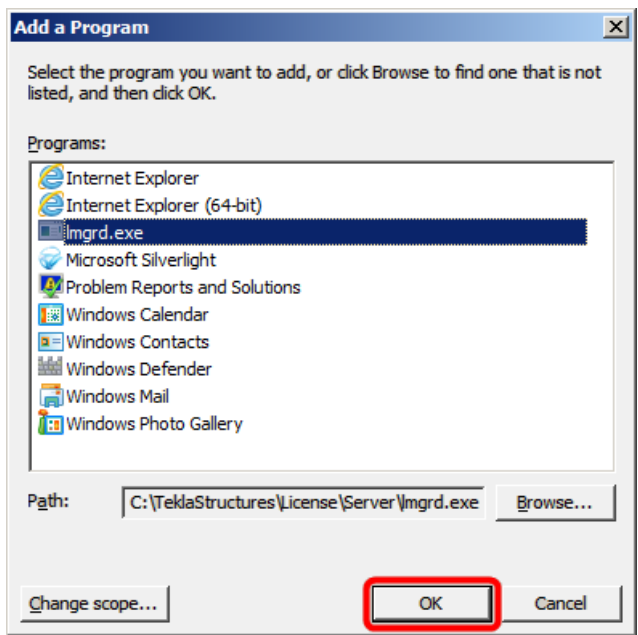 Add a Program
Select the program you want to add, or click Browse to find one that is not
listed, and then click OK.
Programs:
Internet Explorer
Internet Explorer (64-bit)
lmgrd.exe
Microsoft Silverlight
Problem Reports and Solutions
Windows Calendar
Windows Contacts
Windows Defender
Windows Mail
Windows Photo Gallery
Path: C:\TeklaStructures\License\Server\lmgrd.exe Browse...
Change scope... OK Cancel